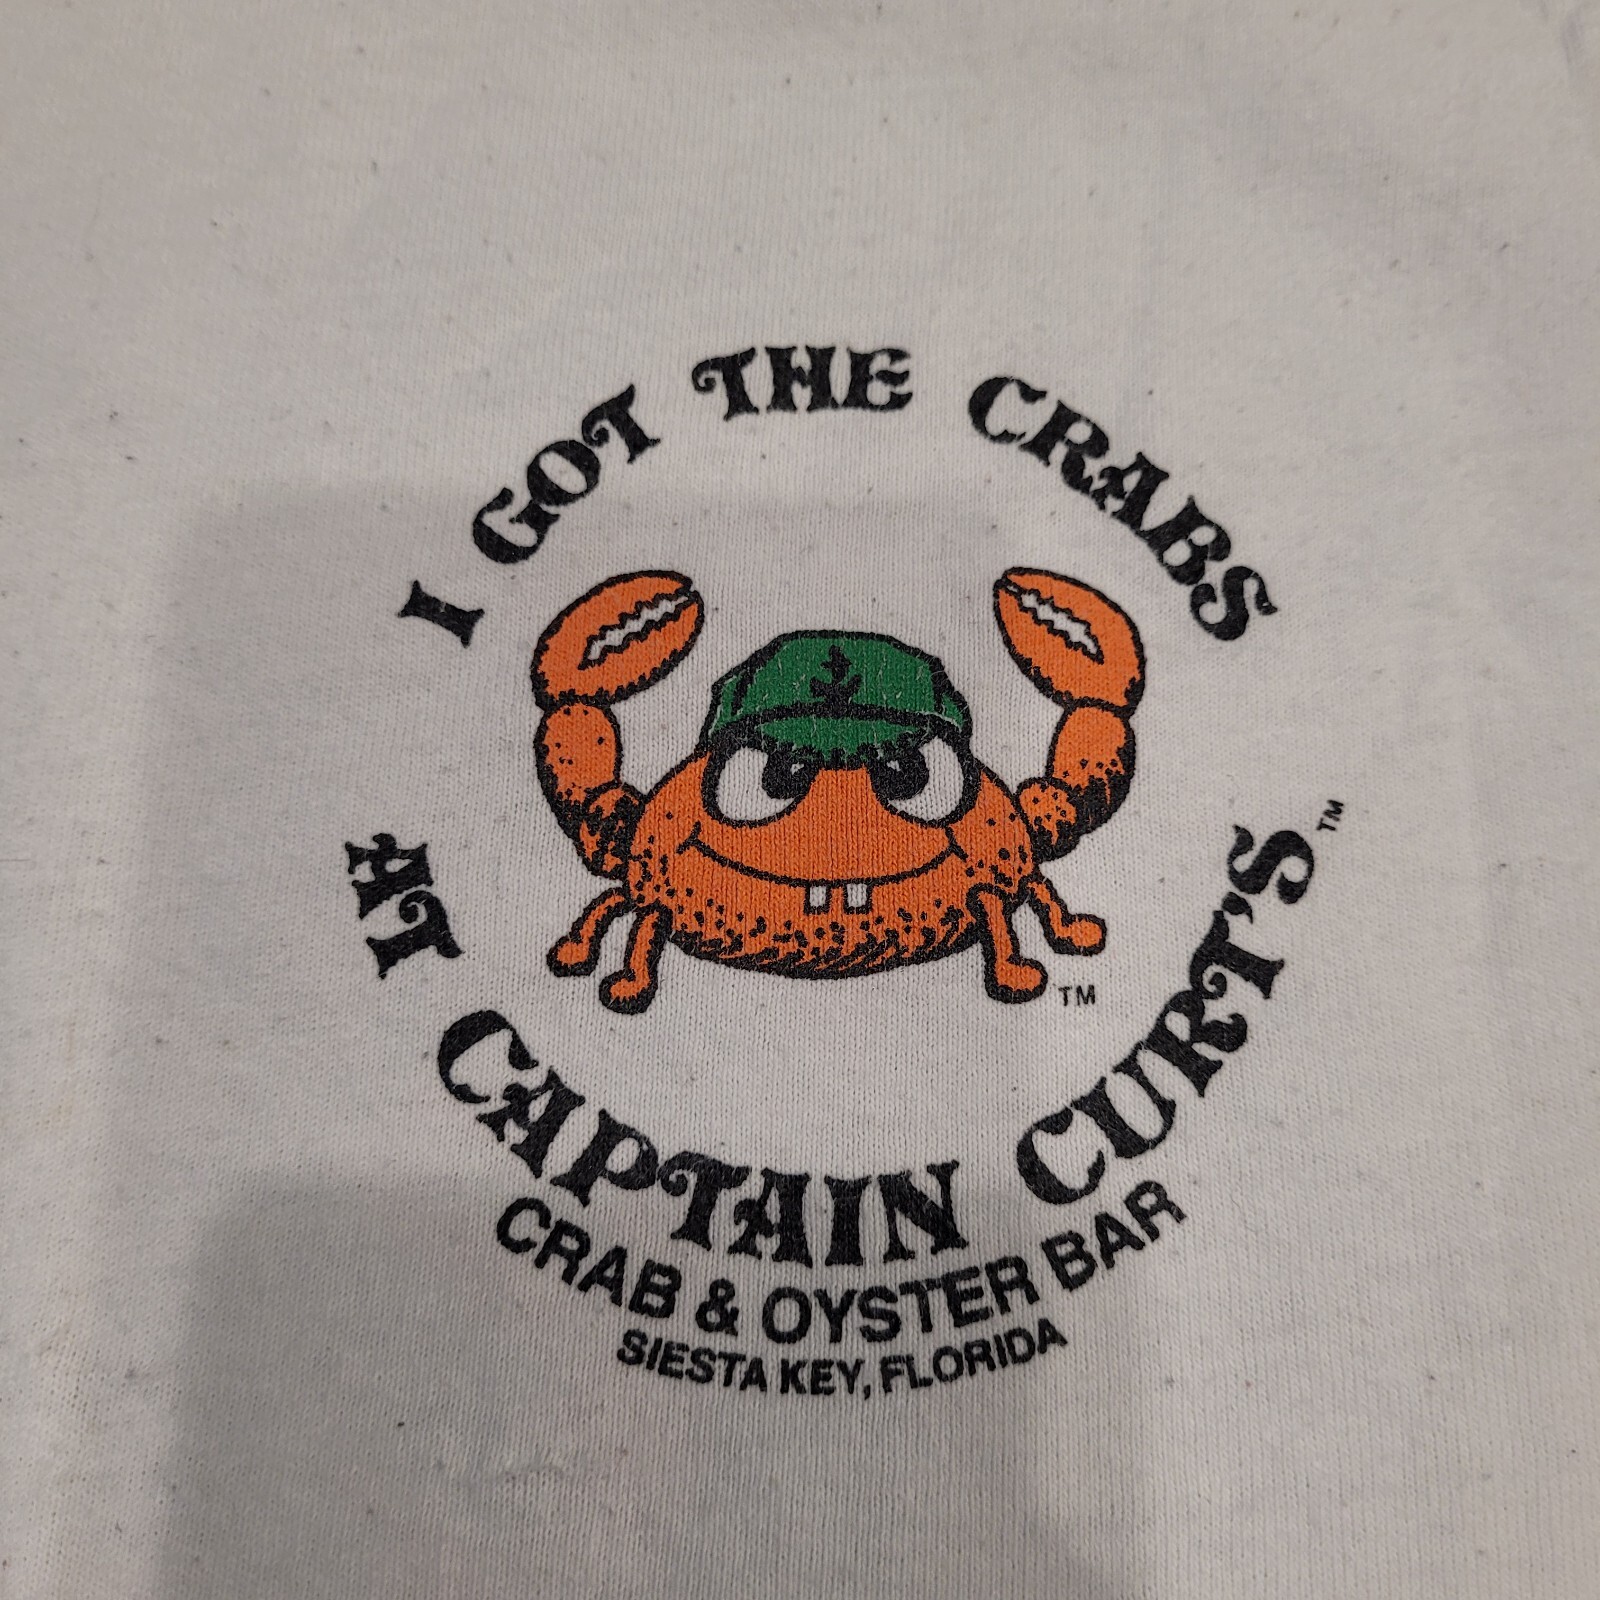 I GOT THE CRABS
AT CAPTAIN CURT'S™
TM
CRAB & OYSTER BAR
SIESTA KEY, FLORIDA